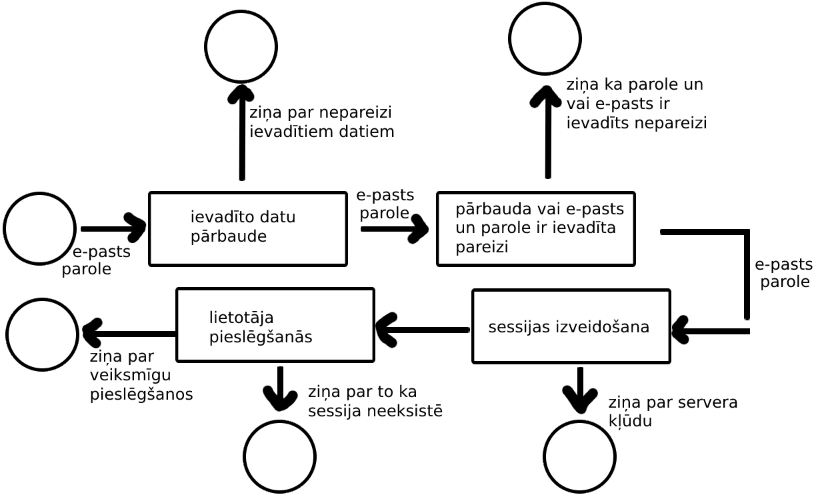 ziņa par nepareizi
ievadītiem datiem
ziņa ka parole un
vai e-pasts ir
ievadīts nepareizi
e-pasts
parole
ievadīto datu
pārbaude
e-pasts
parole
pārbauda vai e-pasts
un parole ir ievadīta
pareizi
e-pasts
parole
sessijas izveidošana
lietotāja
pieslēgšanās
ziņa par
veiksmīgu
pieslēgšanos
ziņa par to ka
sessija neeksistē
ziņa par servera
kļūdu